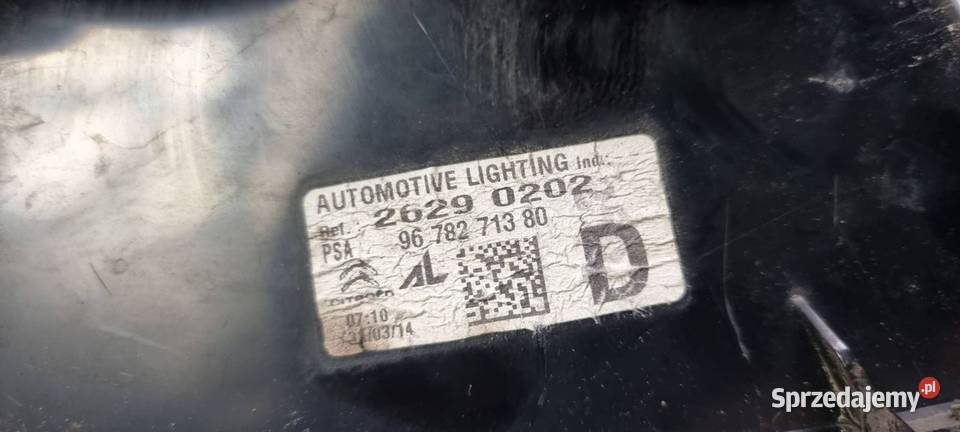 AUTOMOTIVE LIGHTING Ind.:
Ref.: 2629 0202
PSA 96 782 713 80
CITROËN AL D
07:10
31/03/14
Sprzedajemy.pl